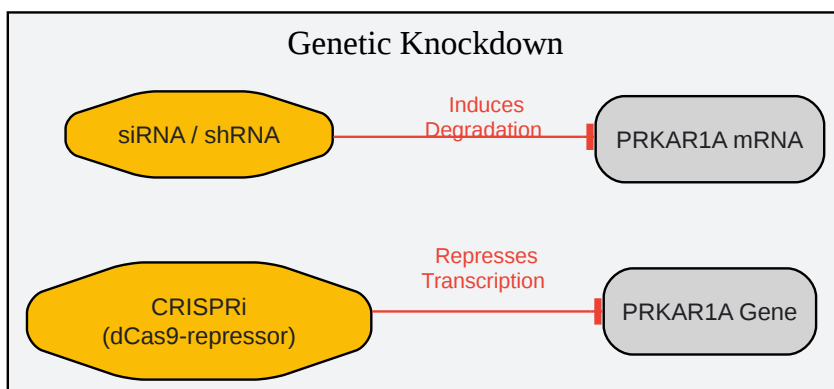 Genetic Knockdown
siRNA / shRNA
Induces
Degradation
PRKAR1A mRNA
CRISPRi
(dCas9-repressor)
Represses
Transcription
PRKAR1A Gene